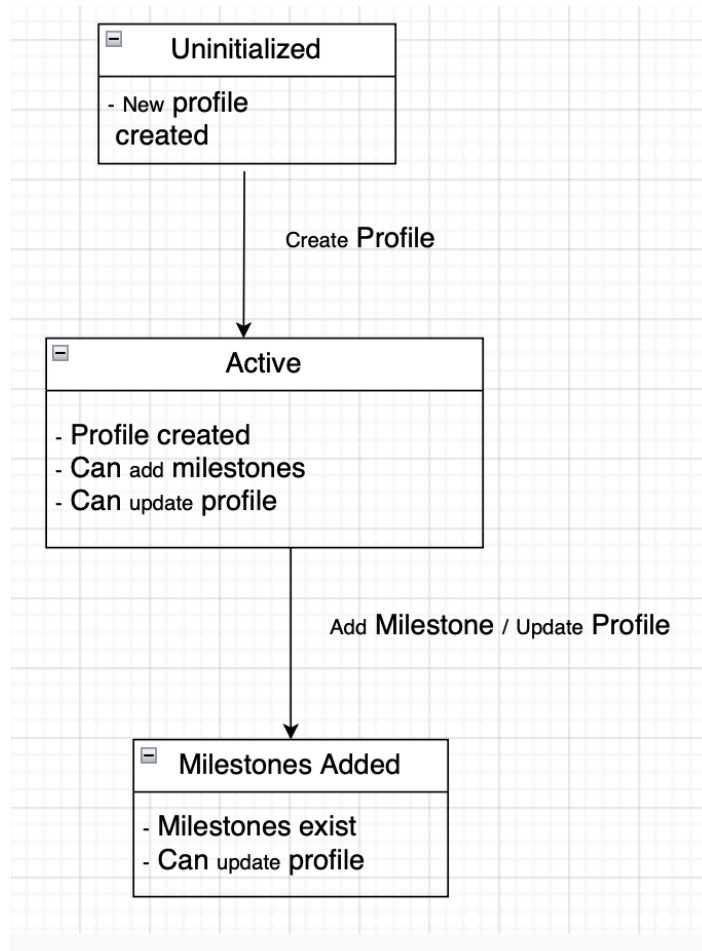 Uninitialized
- New profile
created
Create Profile
Active
- Profile created
- Can add milestones
- Can update profile
Add Milestone / Update Profile
Milestones Added
- Milestones exist
- Can update profile